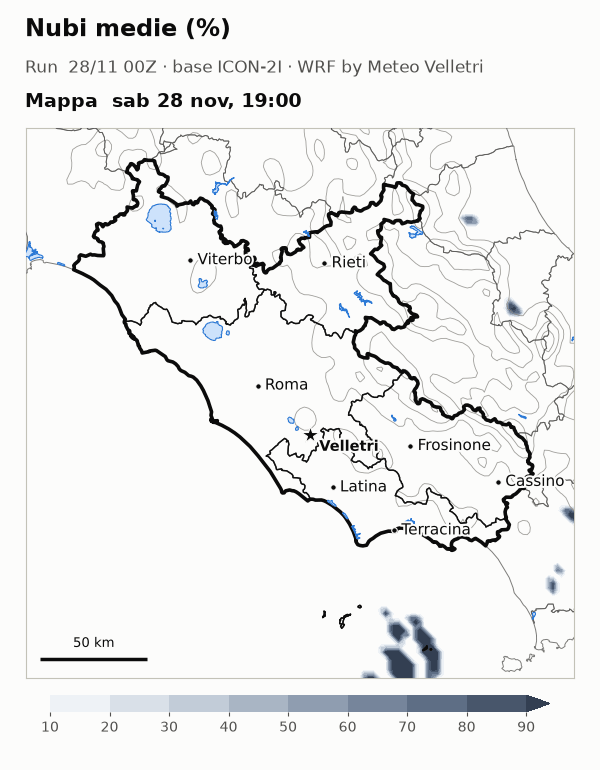 Nubi medie (%)
Run  28/11 00Z · base ICON-2I · WRF by Meteo Velletri
Mappa  sab 28 nov, 19:00
Viterbo
Rieti
Roma
Velletri
Frosinone
Latina
Cassino
Terracina
50 km
10 20 30 40 50 60 70 80 90